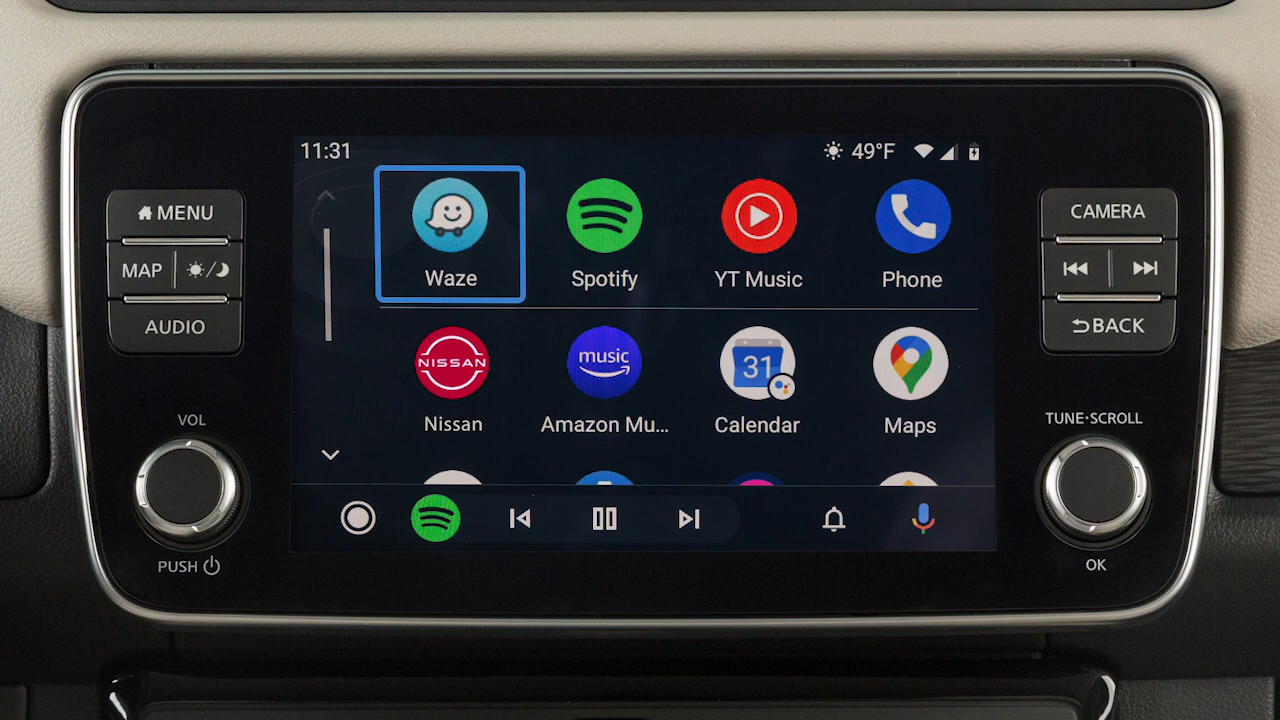 11:31
49°F
MENU
MAP
AUDIO
VOL
PUSH
Waze
Spotify
YT Music
Phone
NISSAN
music
31
Nissan
Amazon Mu...
Calendar
Maps
CAMERA
BACK
TUNE·SCROLL
OK